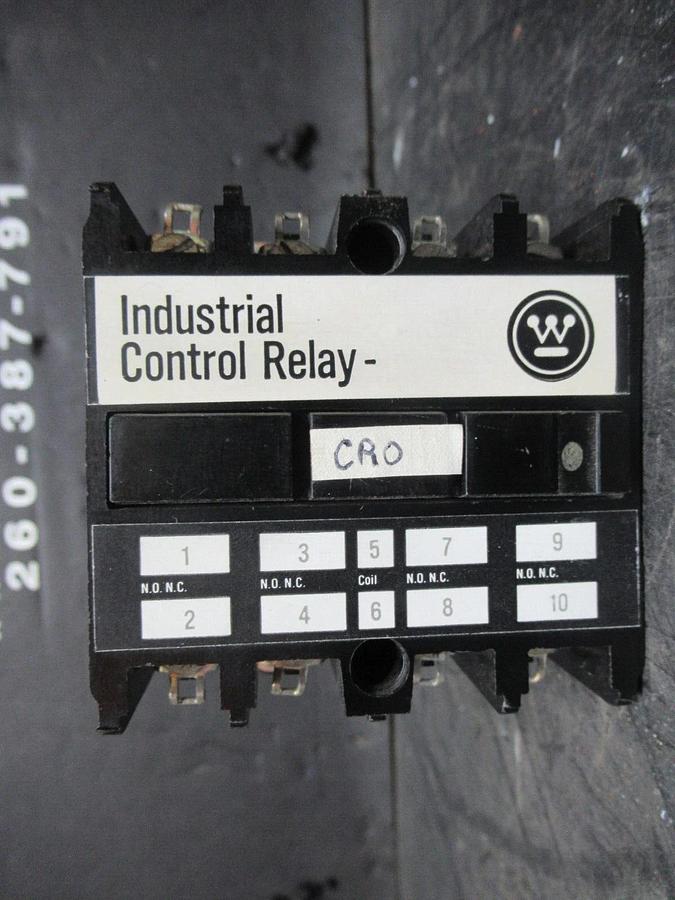 260-387-791
Industrial
Control Relay-
W
CRO
1 3 5 7 9
N.O. N.C. N.O. N.C. Coil N.O. N.C. N.O. N.C.
2 4 6 8 10